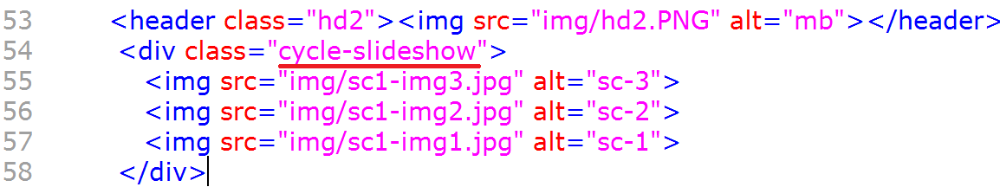 53 <header class="hd2"><img src="img/hd2.PNG" alt="mb"></header>
54 <div class="cycle-slideshow">
55 <img src="img/sc1-img3.jpg" alt="sc-3">
56 <img src="img/sc1-img2.jpg" alt="sc-2">
57 <img src="img/sc1-img1.jpg" alt="sc-1">
58 </div>